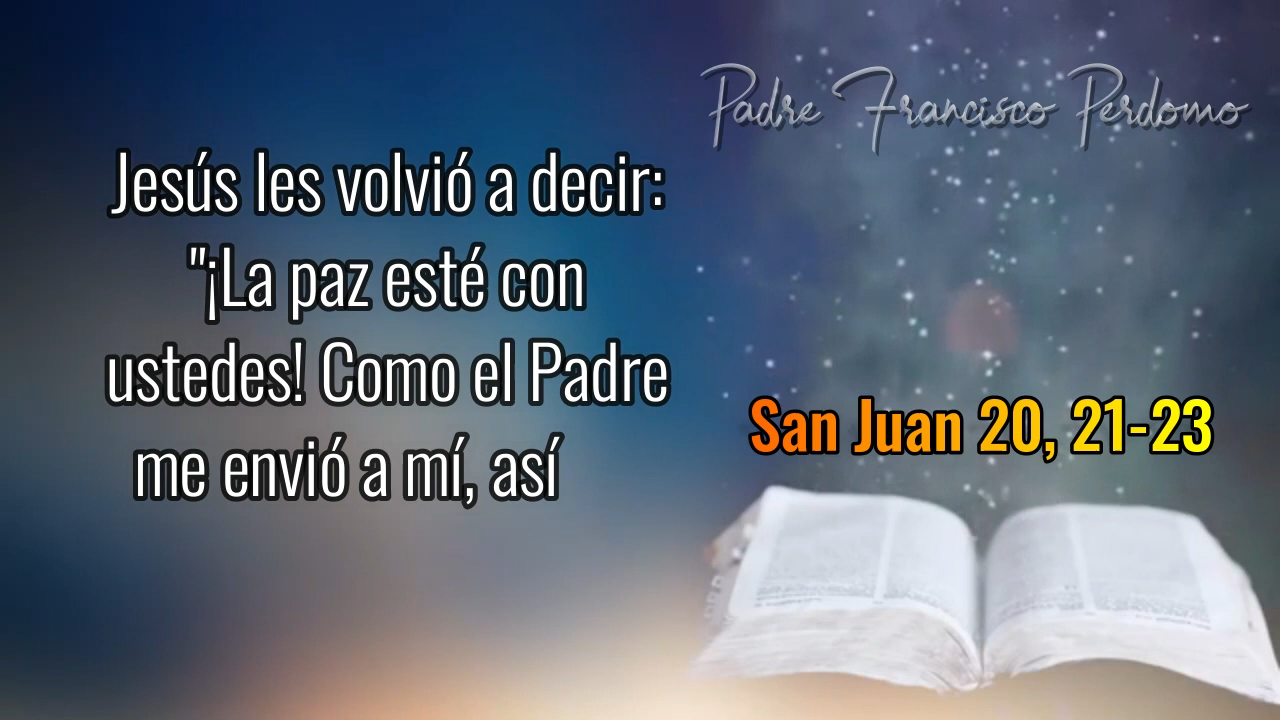 Padre Francisco Perdomo
Jesús les volvió a decir:
"¡La paz esté con
ustedes! Como el Padre
me envió a mí, así
San Juan 20, 21-23